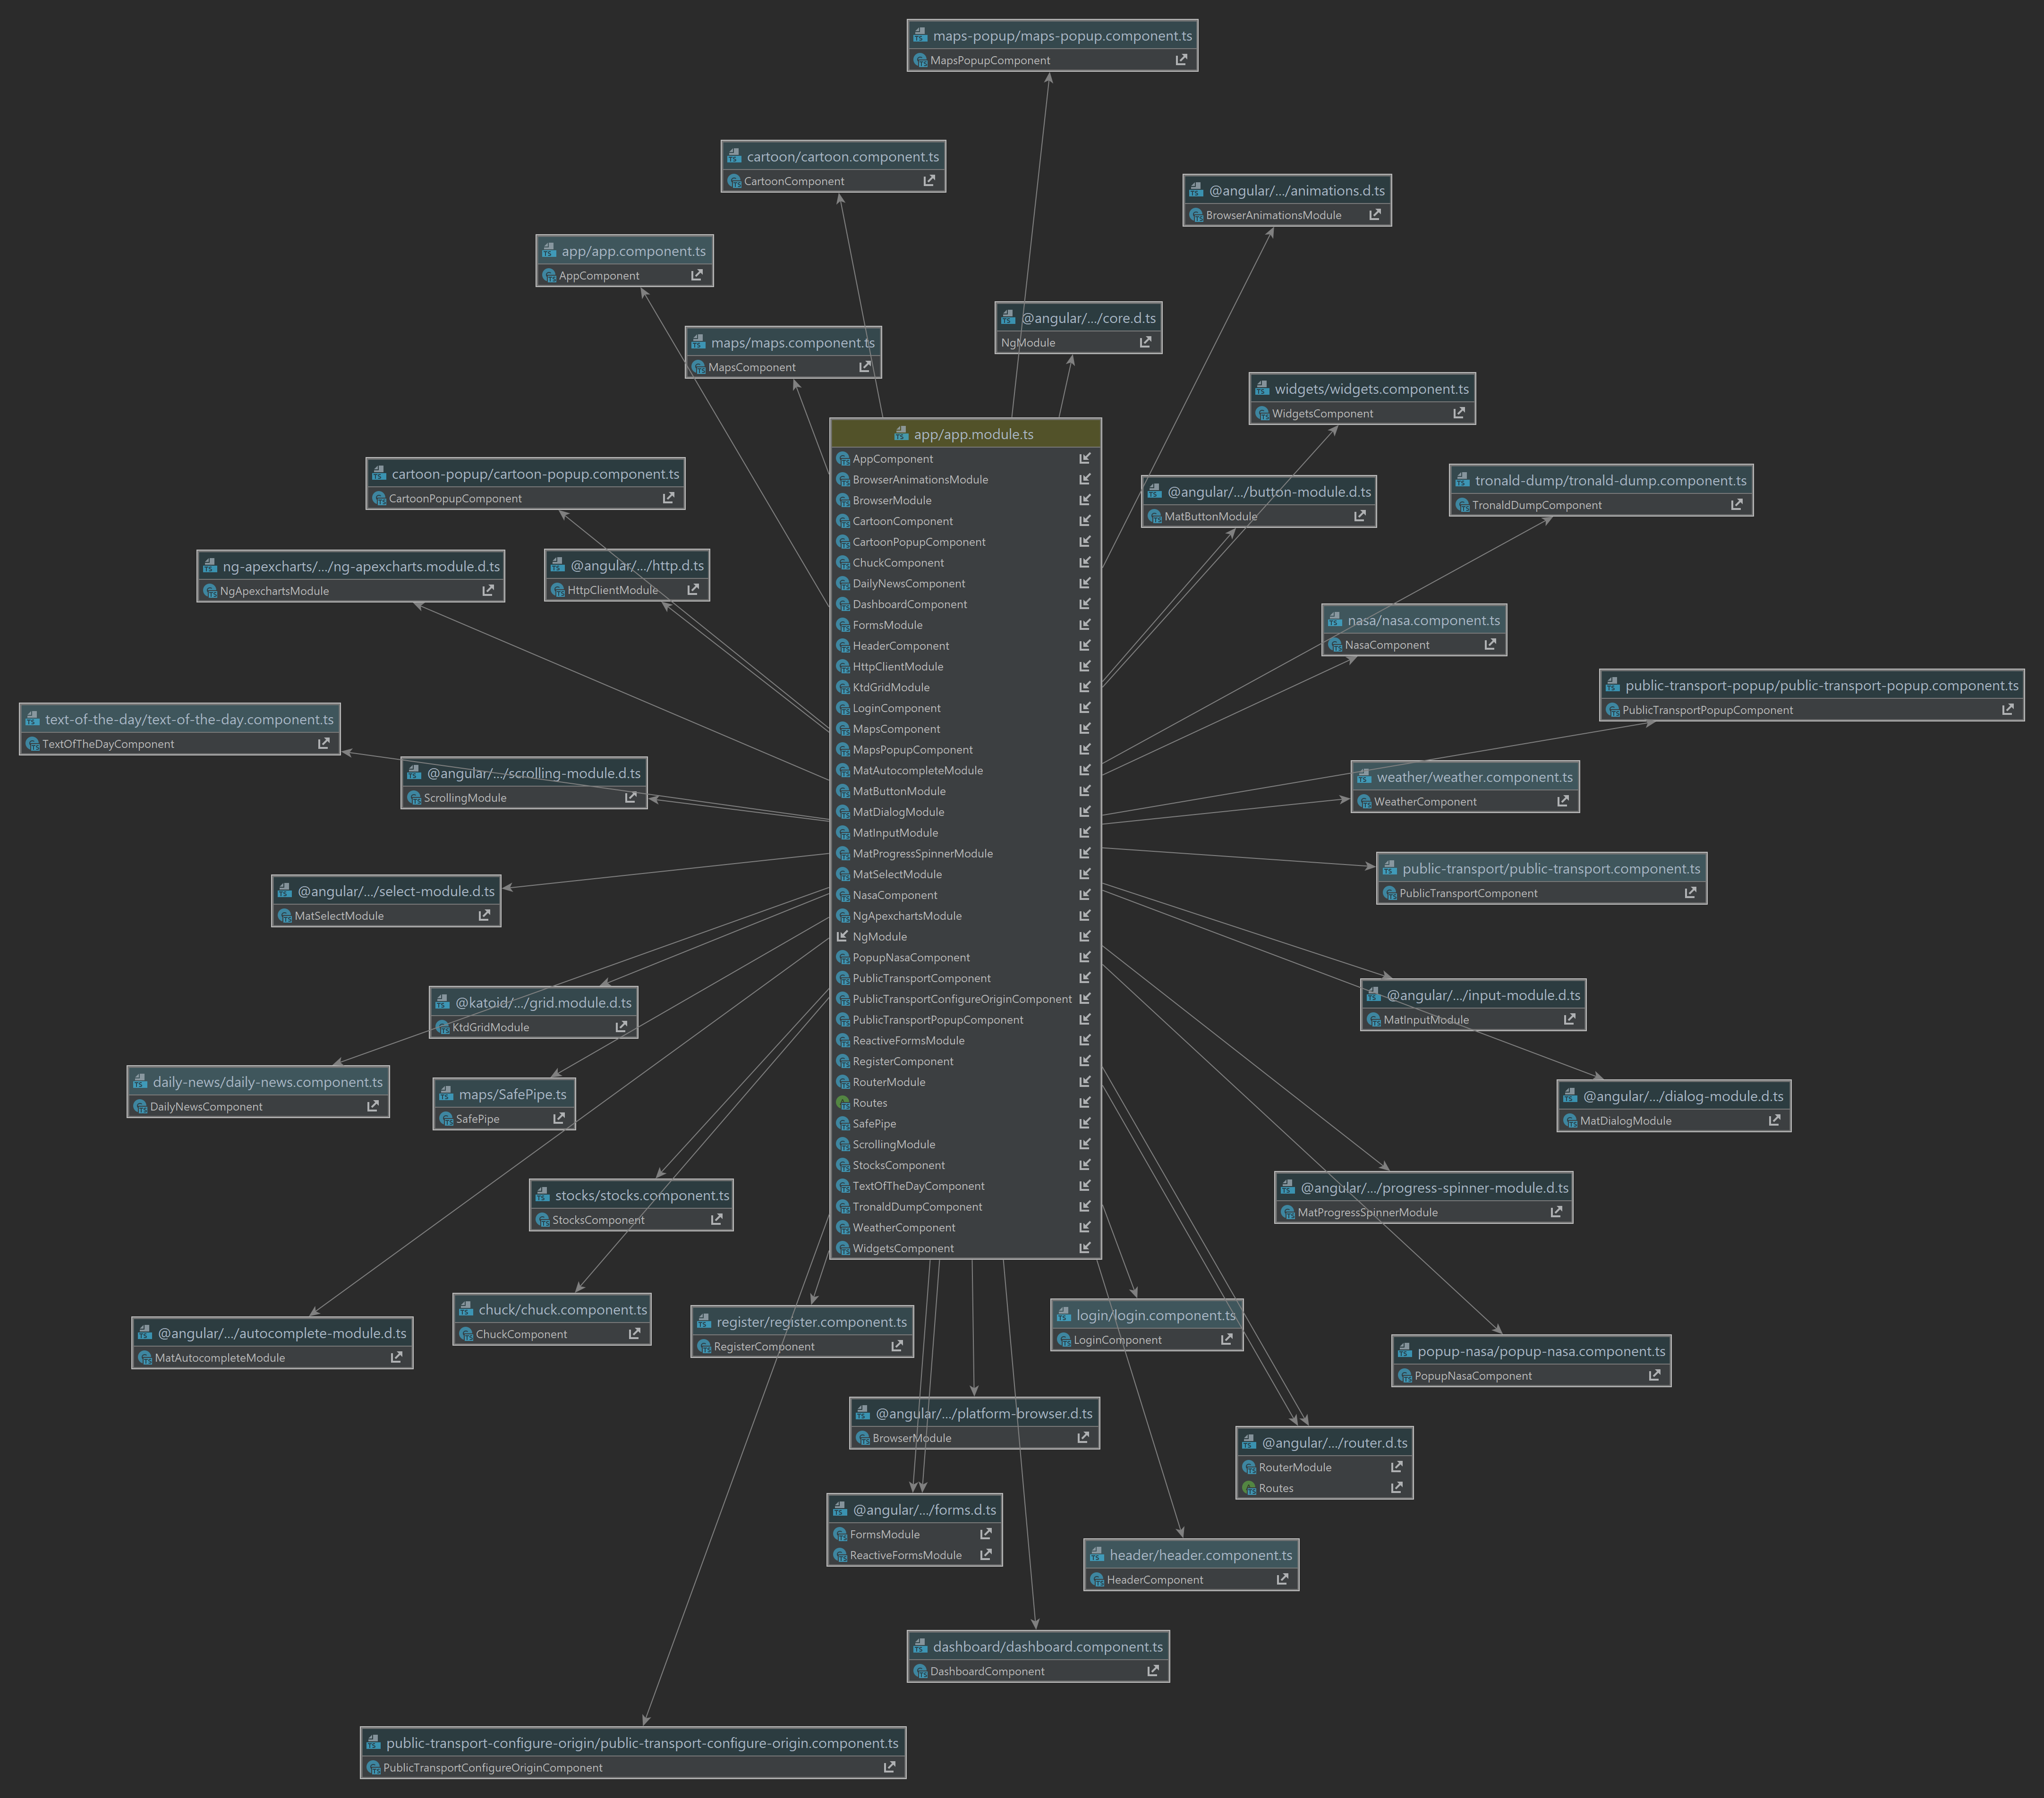 maps-popup/maps-popup.component.ts
MapsPopupComponent
cartoon/cartoon.component.ts
CartoonComponent
@angular/.../animations.d.ts
BrowserAnimationsModule
app/app.component.ts
AppComponent
@angular/.../core.d.ts
NgModule
maps/maps.component.ts
MapsComponent
widgets/widgets.component.ts
WidgetsComponent
app/app.module.ts
AppComponent
BrowserAnimationsModule
BrowserModule
CartoonComponent
CartoonPopupComponent
ChuckComponent
DailyNewsComponent
DashboardComponent
FormsModule
HeaderComponent
HttpClientModule
KtdGridModule
LoginComponent
MapsComponent
MapsPopupComponent
MatAutocompleteModule
MatButtonModule
MatDialogModule
MatInputModule
MatProgressSpinnerModule
MatSelectModule
NasaComponent
NgApexchartsModule
NgModule
PopupNasaComponent
PublicTransportComponent
PublicTransportConfigureOriginComponent
PublicTransportPopupComponent
ReactiveFormsModule
RegisterComponent
RouterModule
Routes
SafePipe
ScrollingModule
StocksComponent
TextOfTheDayComponent
TronaldDumpComponent
WeatherComponent
WidgetsComponent
cartoon-popup/cartoon-popup.component.ts
CartoonPopupComponent
@angular/.../button-module.d.ts
MatButtonModule
tronald-dump/tronald-dump.component.ts
TronaldDumpComponent
ng-apexcharts/.../ng-apexcharts.module.d.ts
NgApexchartsModule
@angular/.../http.d.ts
HttpClientModule
nasa/nasa.component.ts
NasaComponent
public-transport-popup/public-transport-popup.component.ts
PublicTransportPopupComponent
text-of-the-day/text-of-the-day.component.ts
TextOfTheDayComponent
@angular/.../scrolling-module.d.ts
ScrollingModule
weather/weather.component.ts
WeatherComponent
public-transport/public-transport.component.ts
PublicTransportComponent
@angular/.../select-module.d.ts
MatSelectModule
@katoid/.../grid.module.d.ts
KtdGridModule
@angular/.../input-module.d.ts
MatInputModule
daily-news/daily-news.component.ts
DailyNewsComponent
maps/SafePipe.ts
SafePipe
@angular/.../dialog-module.d.ts
MatDialogModule
stocks/stocks.component.ts
StocksComponent
@angular/.../progress-spinner-module.d.ts
MatProgressSpinnerModule
chuck/chuck.component.ts
ChuckComponent
@angular/.../autocomplete-module.d.ts
MatAutocompleteModule
register/register.component.ts
RegisterComponent
login/login.component.ts
LoginComponent
popup-nasa/popup-nasa.component.ts
PopupNasaComponent
@angular/.../platform-browser.d.ts
BrowserModule
@angular/.../router.d.ts
RouterModule
Routes
@angular/.../forms.d.ts
FormsModule
ReactiveFormsModule
header/header.component.ts
HeaderComponent
dashboard/dashboard.component.ts
DashboardComponent
public-transport-configure-origin/public-transport-configure-origin.component.ts
PublicTransportConfigureOriginComponent